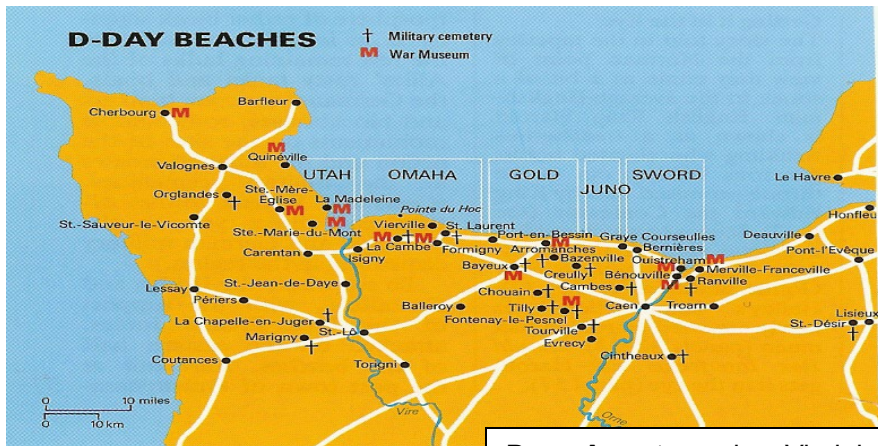 D-DAY BEACHES
† Military cemetery
M War Museum
Cherbourg M
Barfleur
M
Quinéville
Valognes
UTAH
OMAHA
GOLD
JUNO
SWORD
Le Havre
Orglandes †
Ste.-Mère-
Eglise M
La Madeleine
M
M
Pointe du Hoc
St.-Sauveur-le-Vicomte
Ste.-Marie-du-Mont
Vierville
St. Laurent
M † M †
La Cambe
Formigny
Port-en-Bessin
Arromanches M
Graye Courseulles
Bernières
Honfleu
Deauville
Pont-l'Evêque
Carentan
Isigny
Bayeux M
† Bazenville
Creully †
Ouistreham M
Bénouville M
Merville-Franceville
Ranville †
Lessay
Périers
St.-Jean-de-Daye
Balleroy
Chouain †
Cambes †
Tilly † M †
Fontenay-le-Pesnel
Caen
Troarn
Lisieux
St.-Désir †
La Chapelle-en-Juger †
Marigny †
St.-Lô
Tourville †
Evrecy
Coutances
Torigni
Cintheaux †
0 10 miles
0 10 km
Vire
Orne